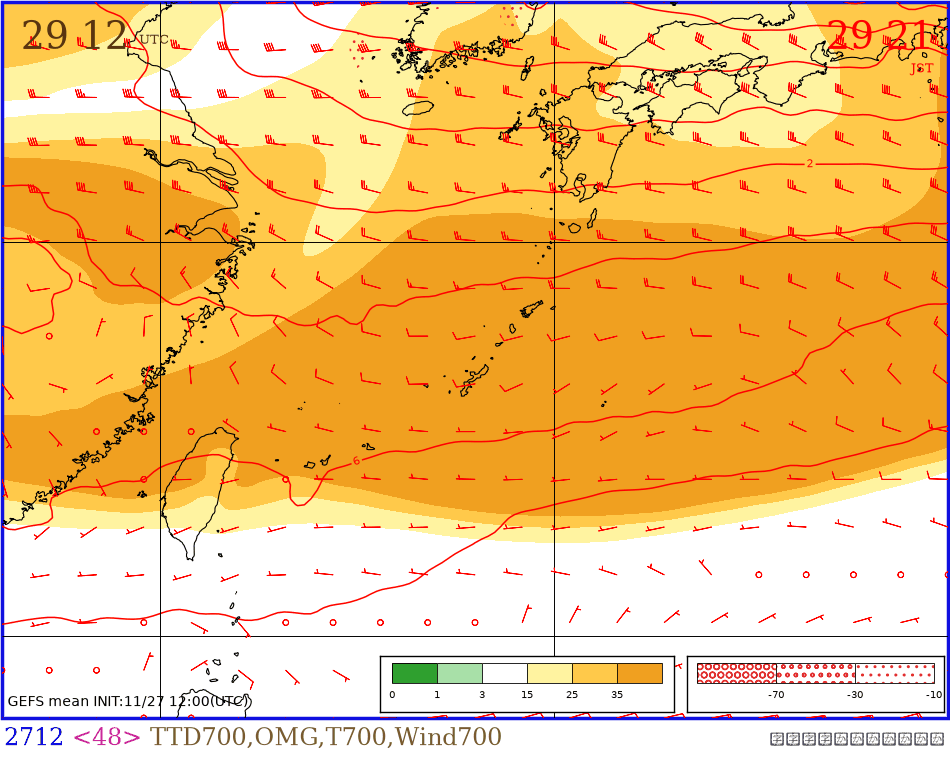 29 12 UTC
29 21
JST
2
6
0 1 3 15 25 35
-70 -30 -10
GEFS mean INIT:11/27 12:00(UTC)
2712 <48> TTD700,OMG,T700,Wind700